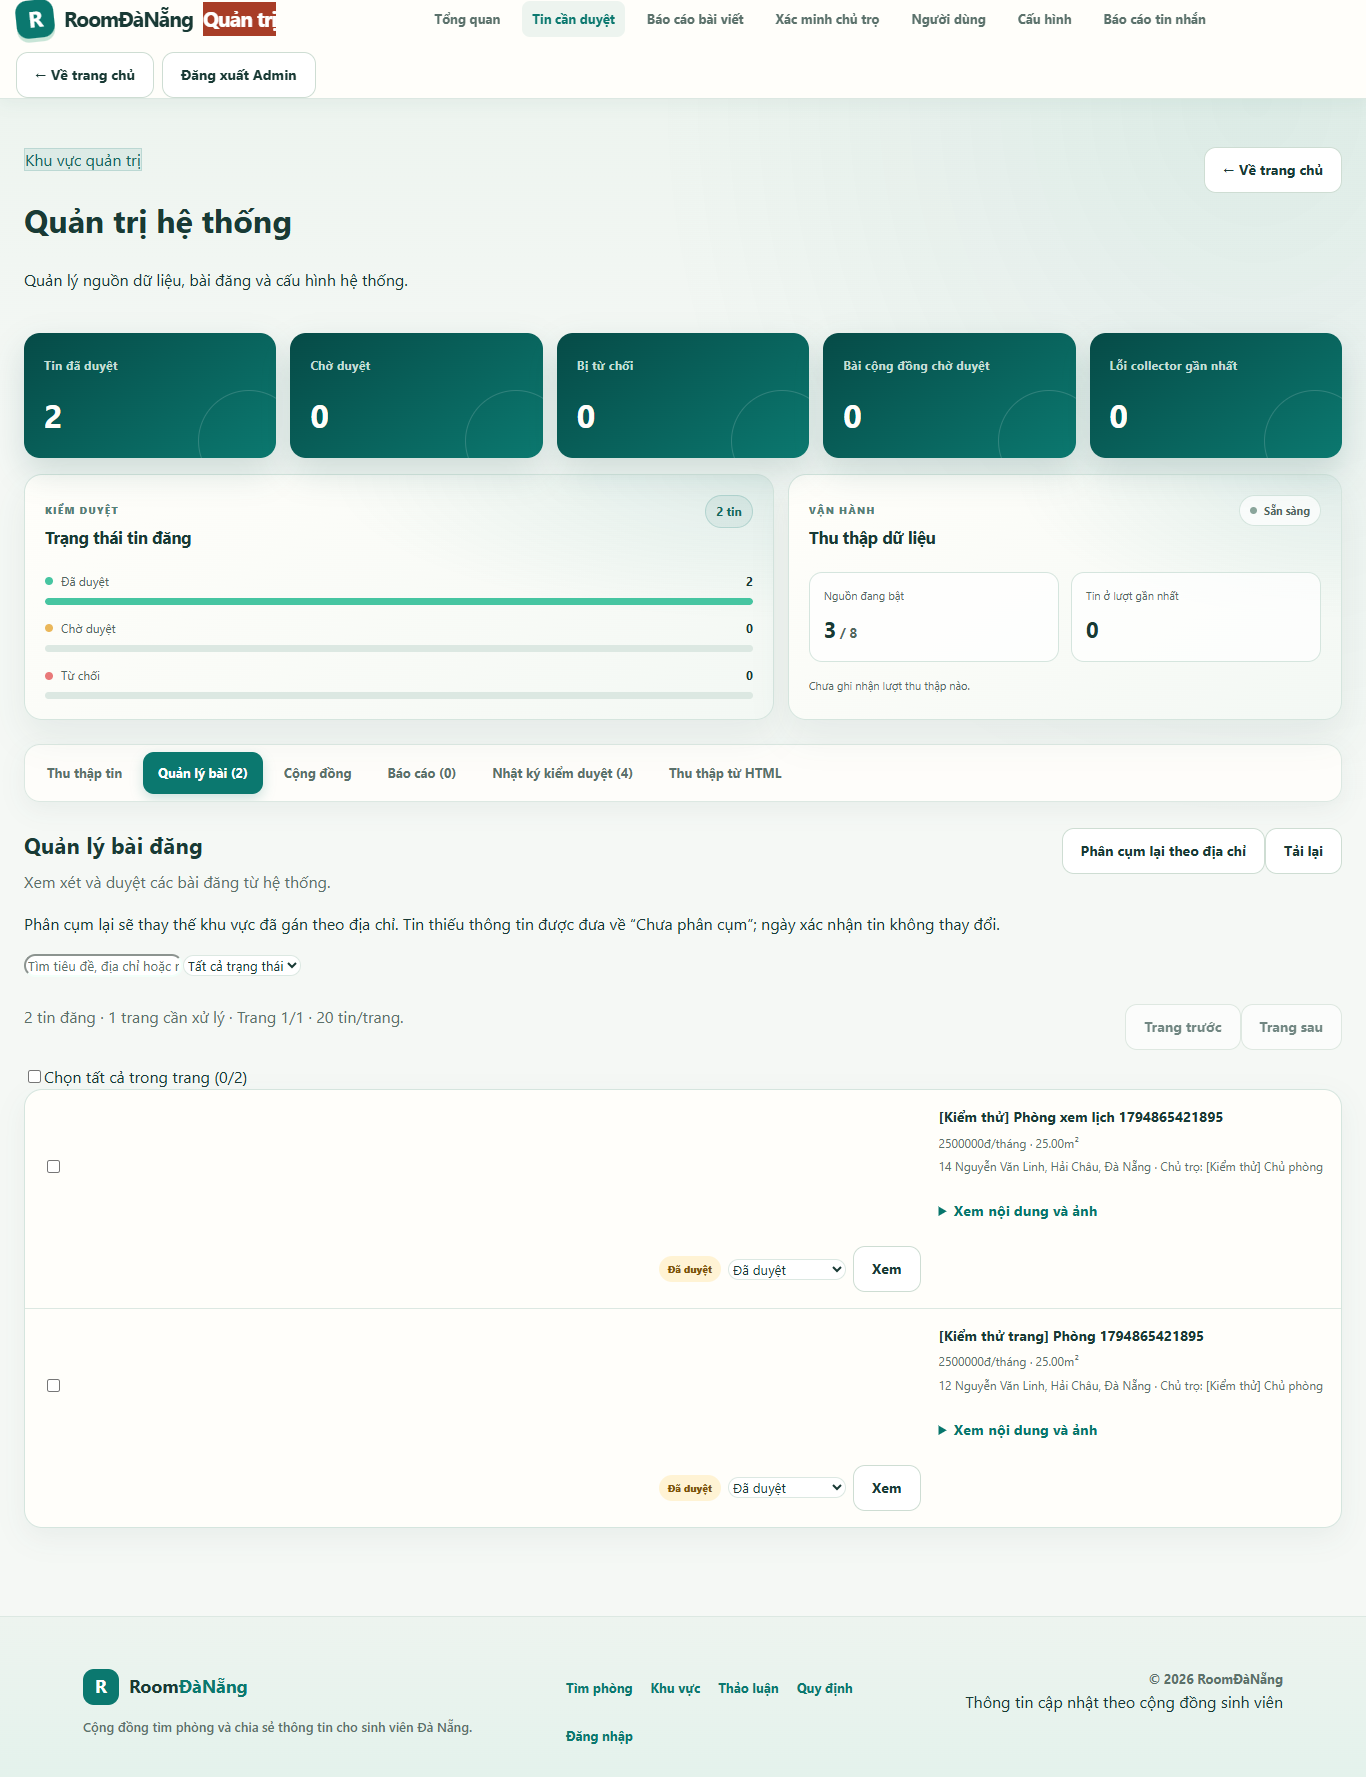 R RoomĐàNẵng Quản trị
Tổng quan Tin cần duyệt Báo cáo bài viết Xác minh chủ trọ Người dùng Cấu hình Báo cáo tin nhắn
← Về trang chủ Đăng xuất Admin
Khu vực quản trị
← Về trang chủ
Quản trị hệ thống
Quản lý nguồn dữ liệu, bài đăng và cấu hình hệ thống.
Tin đã duyệt
2
Chờ duyệt
0
Bị từ chối
0
Bài cộng đồng chờ duyệt
0
Lỗi collector gần nhất
0
KIỂM DUYỆT
Trạng thái tin đăng
2 tin
Đã duyệt 2
Chờ duyệt 0
Từ chối 0
VẬN HÀNH
Thu thập dữ liệu
Sẵn sàng
Nguồn đang bật
3 / 8
Tin ở lượt gần nhất
0
Chưa ghi nhận lượt thu thập nào.
Thu thập tin Quản lý bài (2) Cộng đồng Báo cáo (0) Nhật ký kiểm duyệt (4) Thu thập từ HTML
Quản lý bài đăng
Phân cụm lại theo địa chỉ Tải lại
Xem xét và duyệt các bài đăng từ hệ thống.
Phân cụm lại sẽ thay thế khu vực đã gán theo địa chỉ. Tin thiếu thông tin được đưa về “Chưa phân cụm”; ngày xác nhận tin không thay đổi.
Tìm tiêu đề, địa chỉ hoặc Tất cả trạng thái
2 tin đăng · 1 trang cần xử lý · Trang 1/1 · 20 tin/trang.
Trang trước Trang sau
Chọn tất cả trong trang (0/2)
[Kiểm thử] Phòng xem lịch 1794865421895
2500000đ/tháng · 25.00m²
14 Nguyễn Văn Linh, Hải Châu, Đà Nẵng · Chủ trọ: [Kiểm thử] Chủ phòng
▶ Xem nội dung và ảnh
Đã duyệt Đã duyệt Xem
[Kiểm thử trang] Phòng 1794865421895
2500000đ/tháng · 25.00m²
12 Nguyễn Văn Linh, Hải Châu, Đà Nẵng · Chủ trọ: [Kiểm thử] Chủ phòng
▶ Xem nội dung và ảnh
Đã duyệt Đã duyệt Xem
R RoomĐàNẵng
Cộng đồng tìm phòng và chia sẻ thông tin cho sinh viên Đà Nẵng.
Tìm phòng Khu vực Thảo luận Quy định
Đăng nhập
© 2026 RoomĐàNẵng
Thông tin cập nhật theo cộng đồng sinh viên